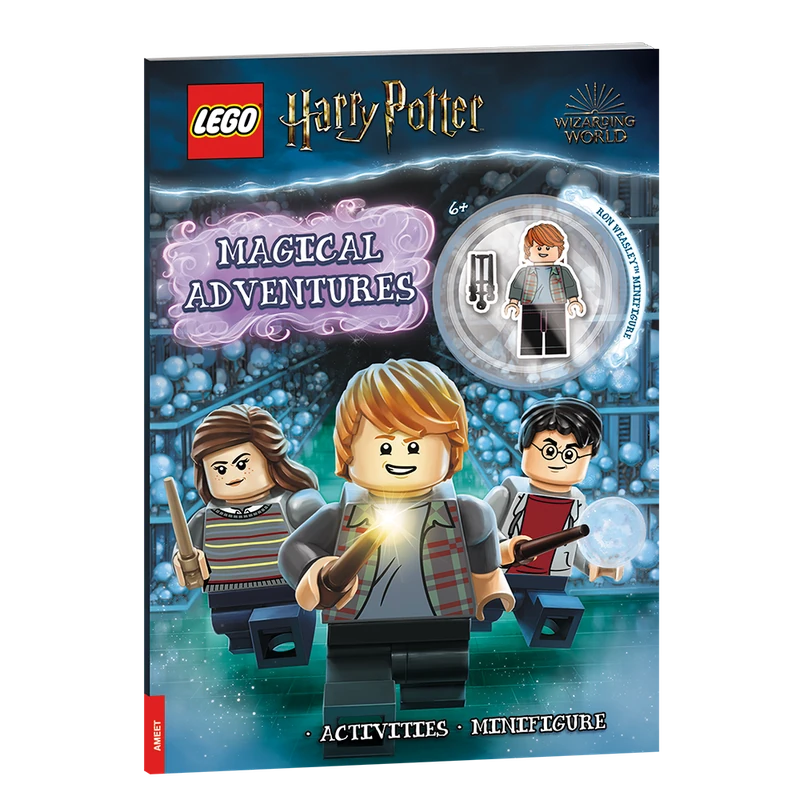 LEGO
Harry Potter
WIZARDING
WORLD
MAGICAL
ADVENTURES
6+
RON WEASLEY™ MINIFIGURE
· ACTIVITIES · MINIFIGURE
AMEET